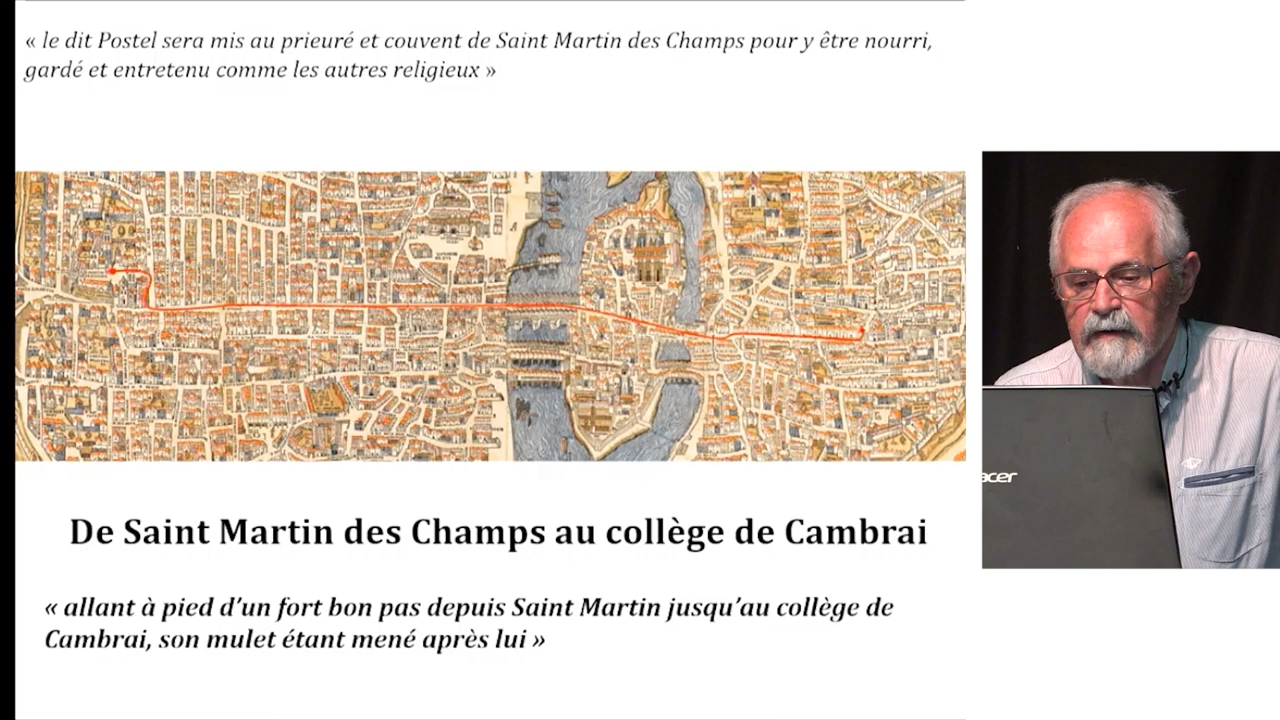 « le dit Postel sera mis au prieuré et couvent de Saint Martin des Champs pour y être nourri,
gardé et entretenu comme les autres religieux »
De Saint Martin des Champs au collège de Cambrai
« allant à pied d’un fort bon pas depuis Saint Martin jusqu’au collège de
Cambrai, son mulet étant mené après lui »
acer